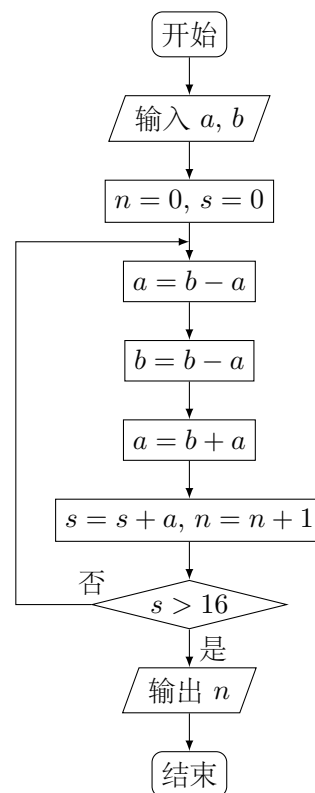 开始
输入 a, b
n = 0, s = 0
a = b − a
b = b − a
a = b + a
s = s + a, n = n + 1
否
s > 16
是
输出 n
结束